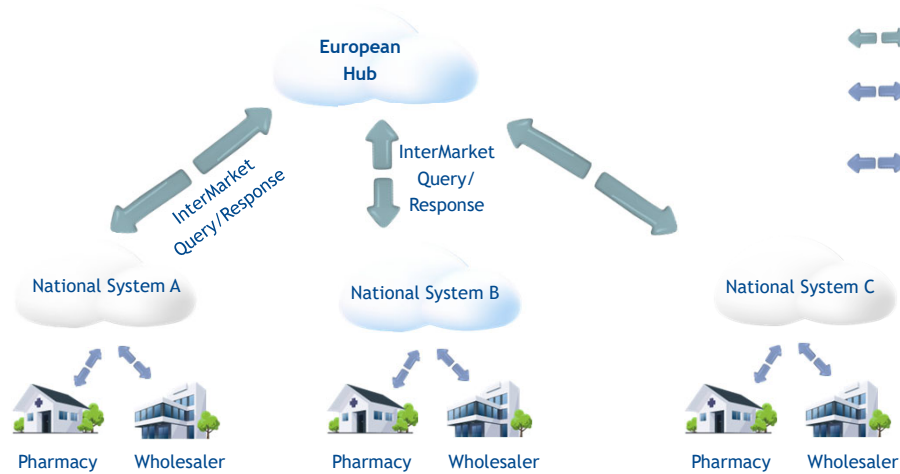 European
Hub
InterMarket
Query/Response
InterMarket
Query/
Response
National System A
National System B
National System C
Pharmacy
Wholesaler
Pharmacy
Wholesaler
Pharmacy
Wholesaler